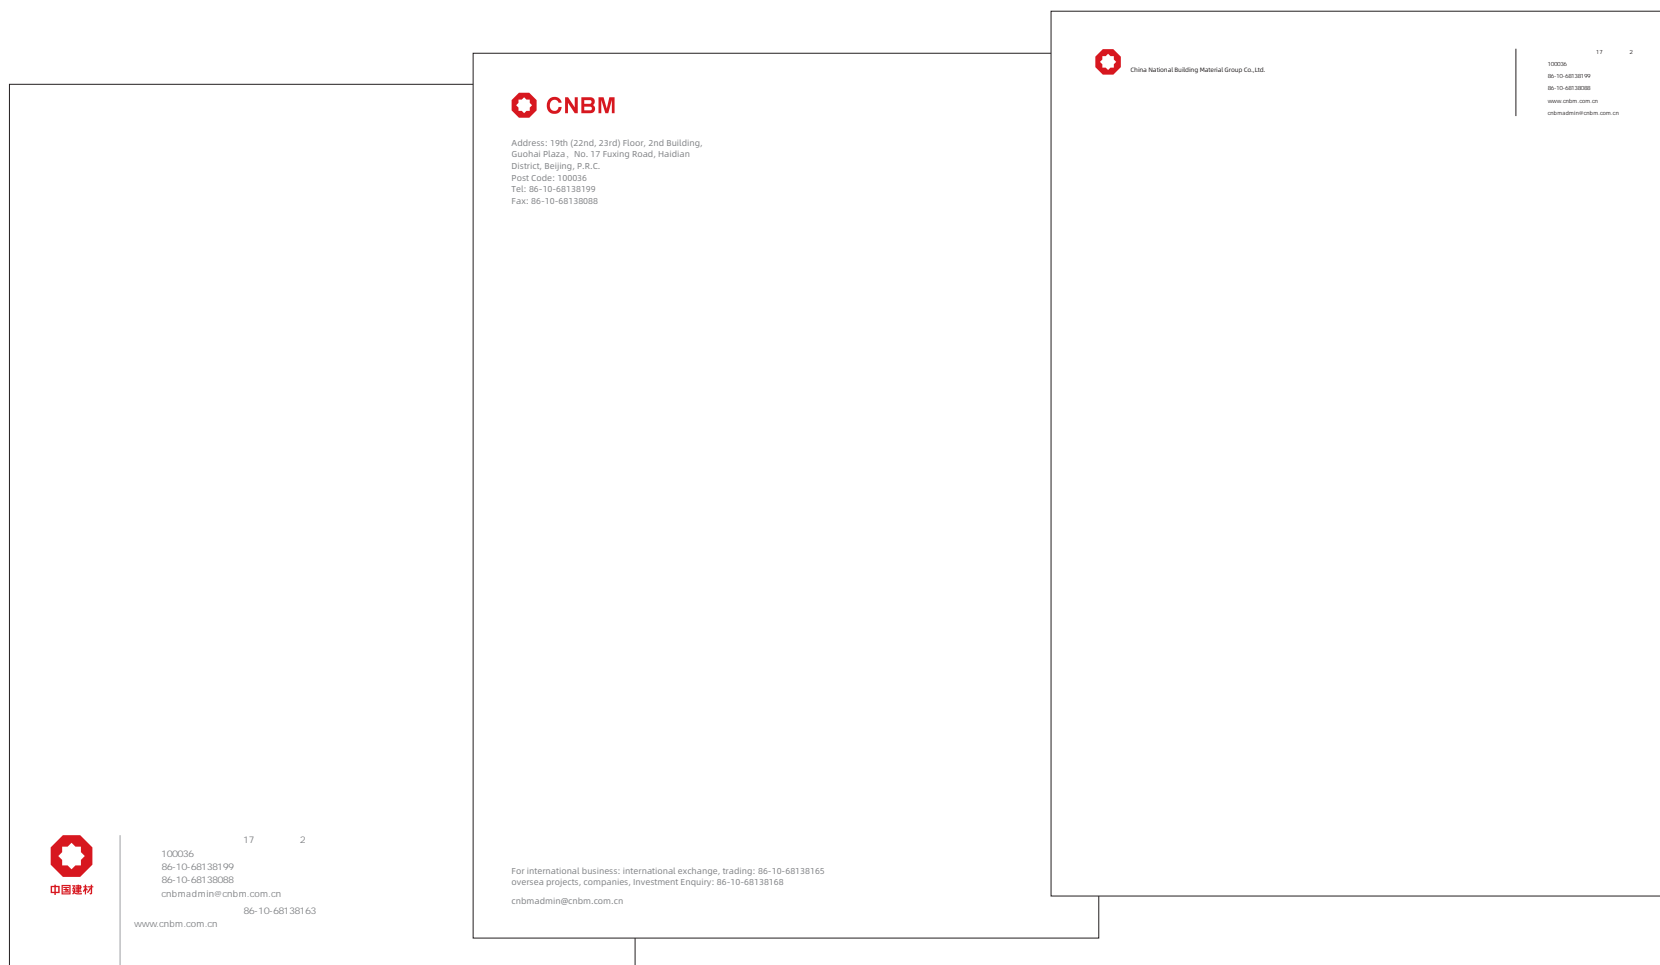 17 2
100036
86-10-68138199
86-10-68138088
cnbmadmin@cnbm.com.cn
86-10-68138163
www.cnbm.com.cn
中国建材
CNBM
Address: 19th (22nd, 23rd) Floor, 2nd Building,
Guohai Plaza, No. 17 Fuxing Road, Haidian
District, Beijing, P.R.C.
Post Code: 100036
Tel: 86-10-68138199
Fax: 86-10-68138088
For international business: international exchange, trading: 86-10-68138165
oversea projects, companies, Investment Enquiry: 86-10-68138168
cnbmadmin@cnbm.com.cn
China National Building Material Group Co.,Ltd.
17 2
100036
86-10-68138199
86-10-68138088
www.cnbm.com.cn
cnbmadmin@cnbm.com.cn